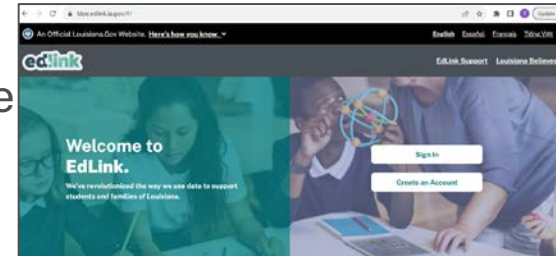 An Official Louisiana.Gov Website. Here's how you know.
English Español Français Tiếng Việt
edlink
EdLink Support Louisiana Believes
e
Welcome to
EdLink.
We've revolutionized the way we use data to support
students and families of Louisiana.
Sign In
Create an Account